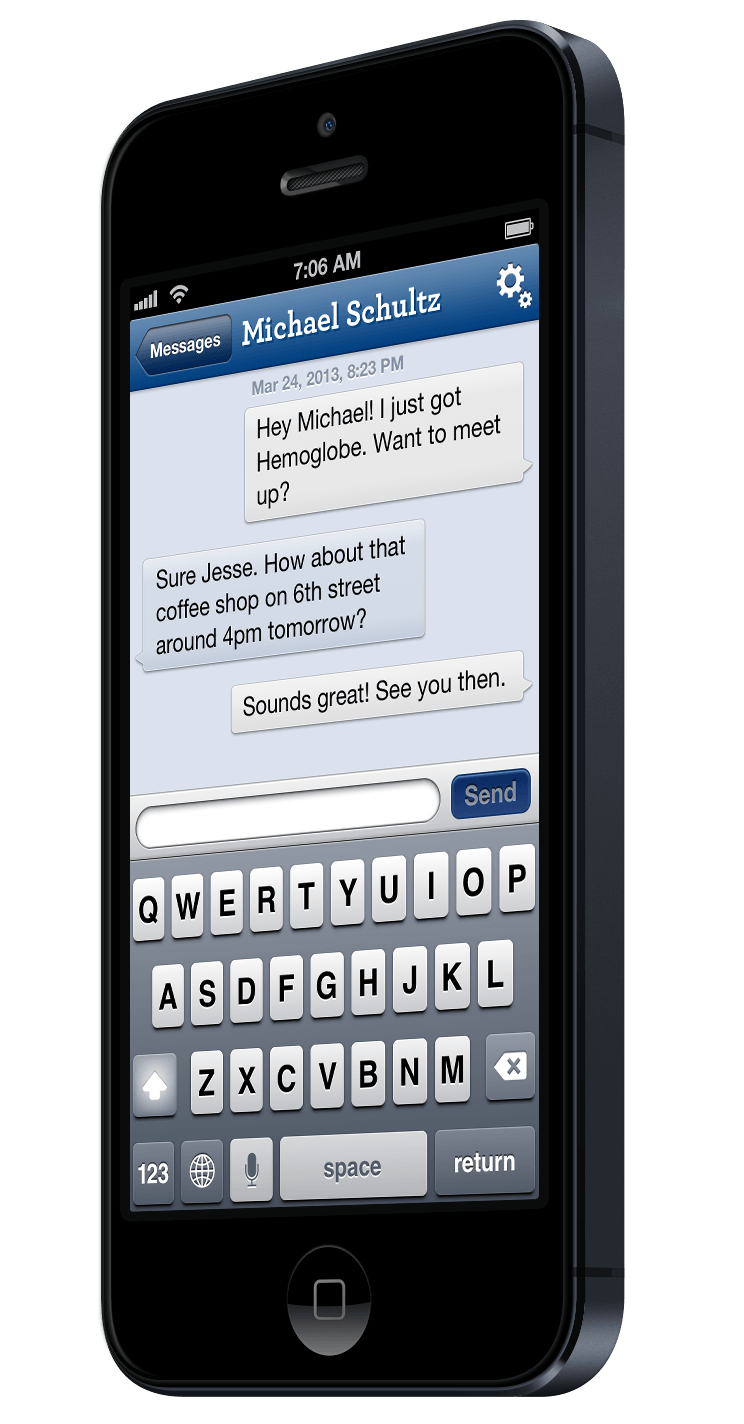 7:06 AM
Messages
Michael Schultz
Mar 24, 2013, 8:23 PM
Hey Michael! I just got
Hemoglobe. Want to meet
up?
Sure Jesse. How about that
coffee shop on 6th street
around 4pm tomorrow?
Sounds great! See you then.
Send
Q W E R T Y U I O P
A S D F G H J K L
Z X C V B N M
123 space return